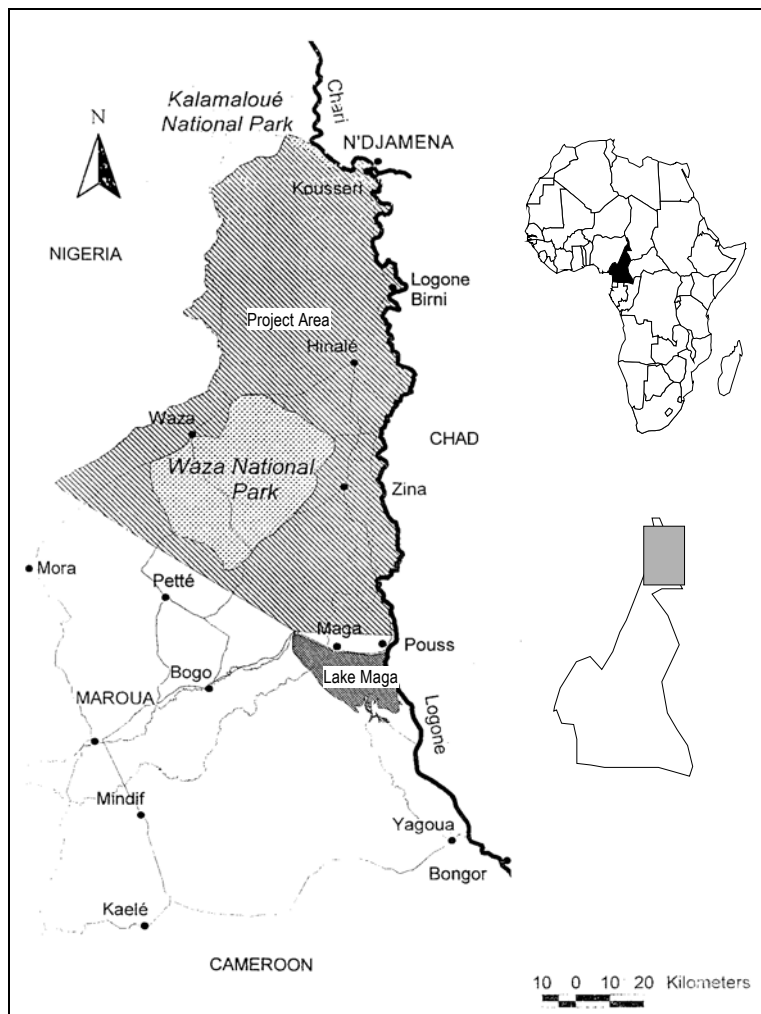 Kalamaloué
National Park
Chari
N
N'DJAMENA
Kousseri
NIGERIA
Logone
Birni
Project Area
Hinalé
Waza
CHAD
Waza National
Park
Zina
Mora
Petté
Maga
Pouss
Bogo
Lake Maga
MAROUA
Logone
Mindif
Yagoua
Bongor
Kaelé
CAMEROON
10 0 10 20 Kilometers